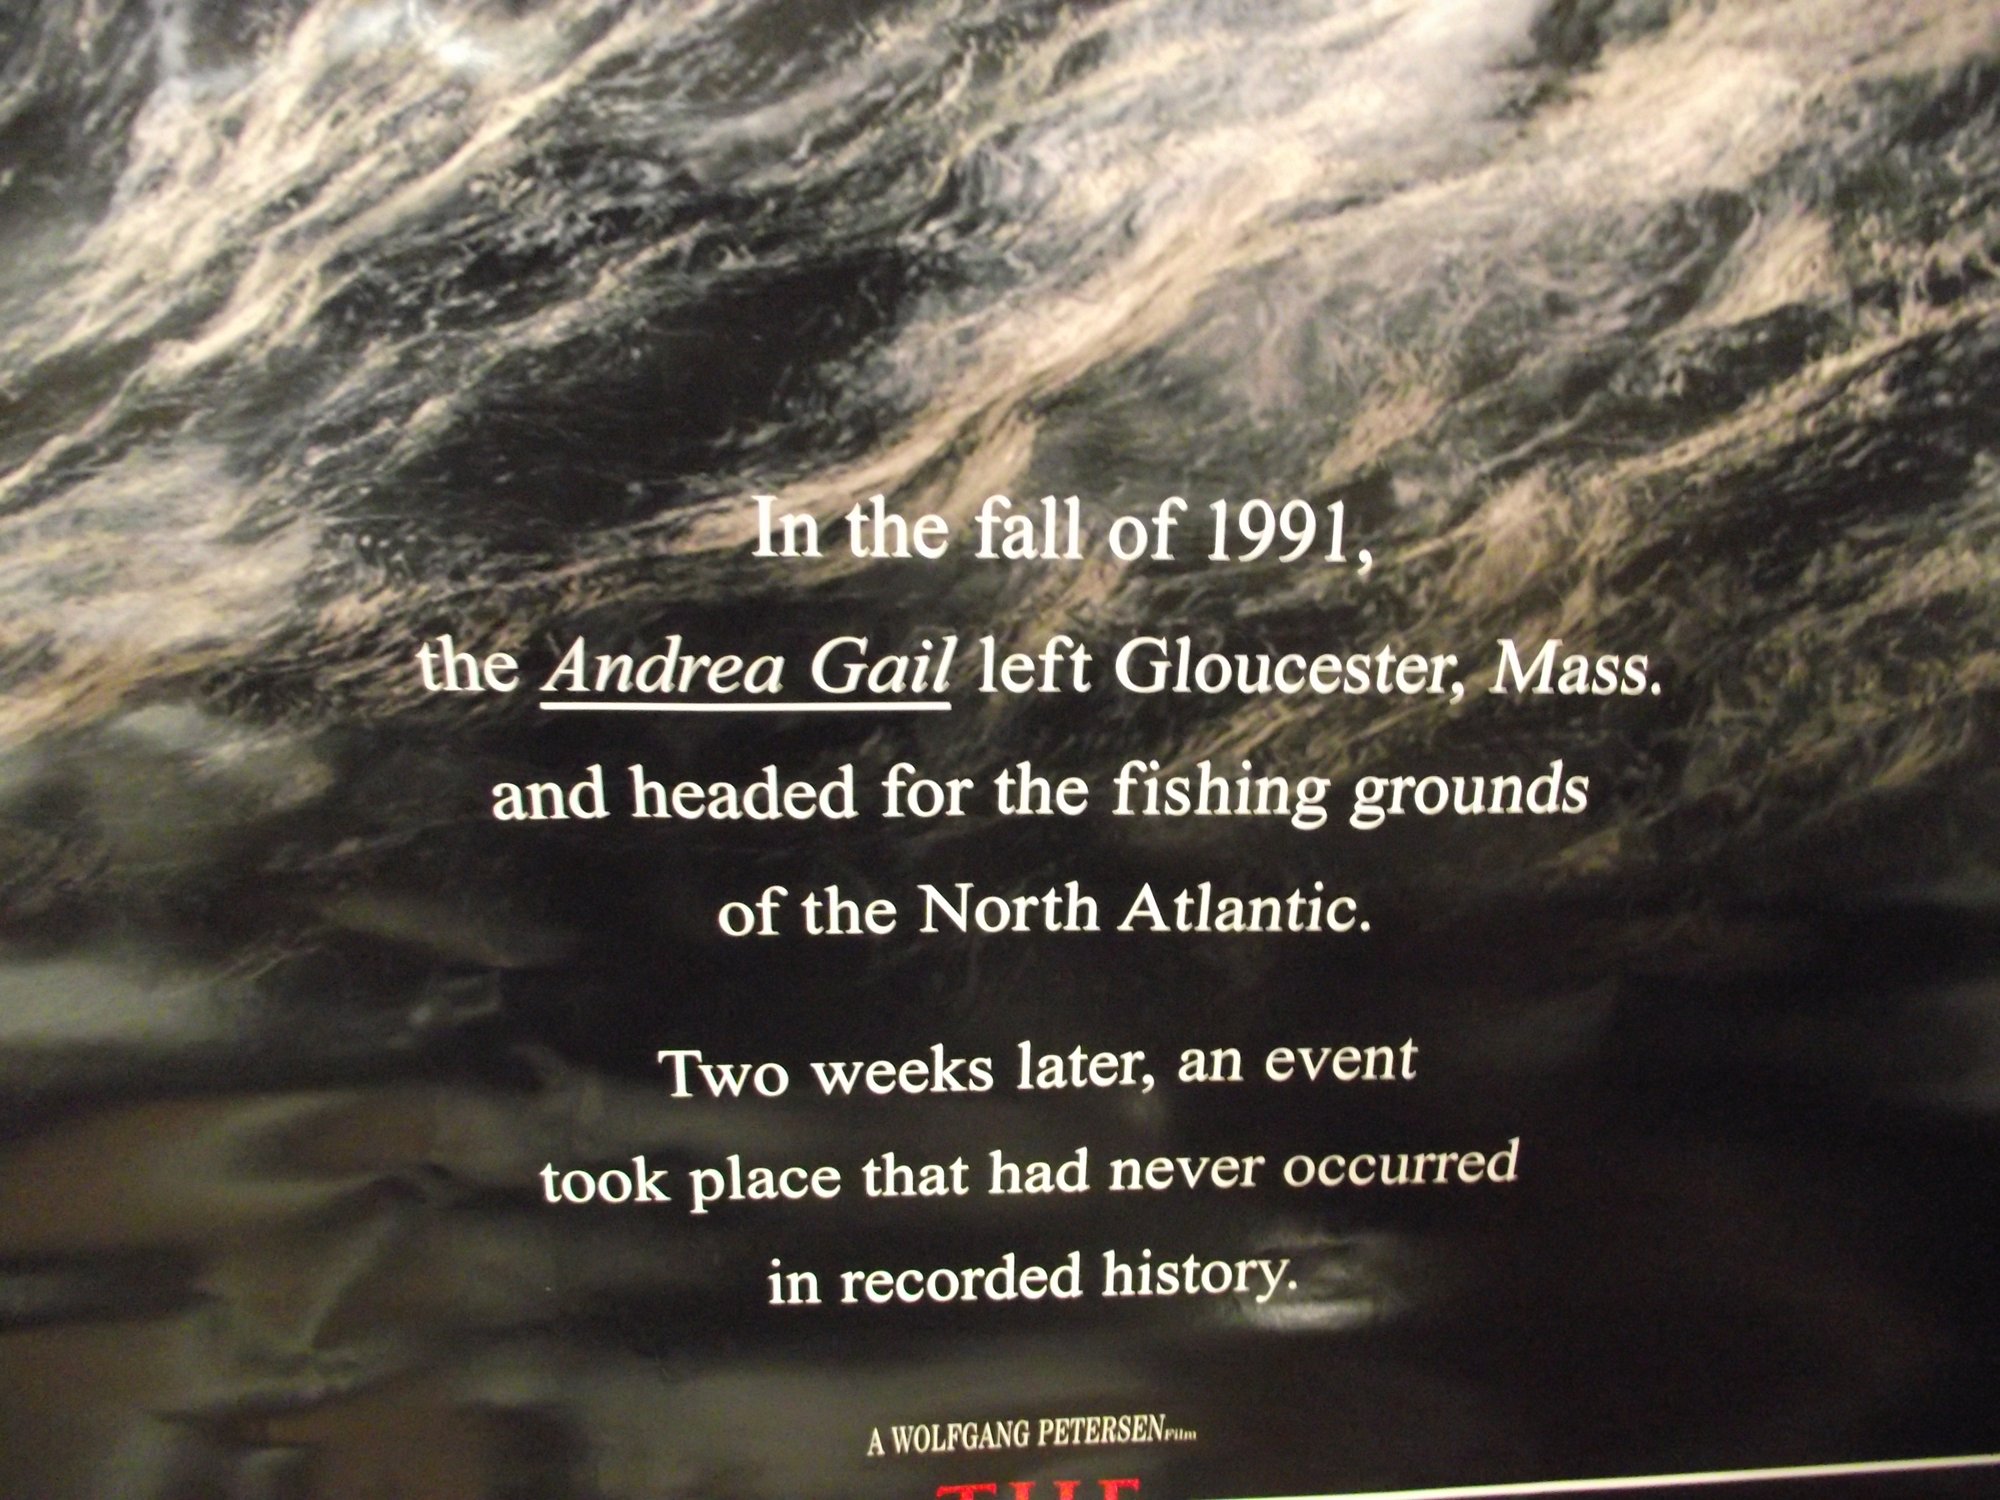 In the fall of 1991,
the Andrea Gail left Gloucester, Mass.
and headed for the fishing grounds
of the North Atlantic.
Two weeks later, an event
took place that had never occurred
in recorded history.
A WOLFGANG PETERSEN Film
THE